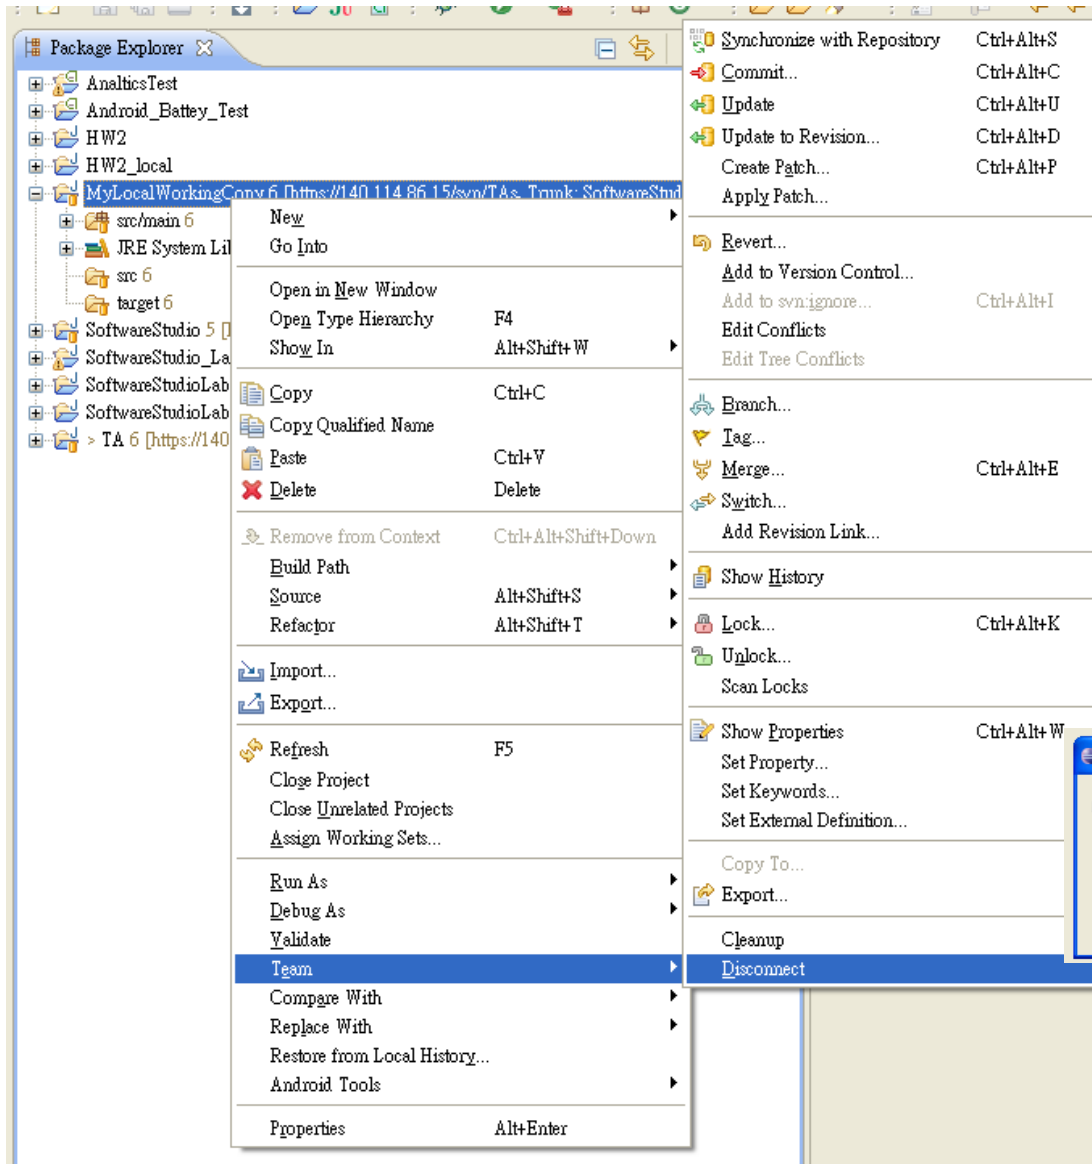 Package Explorer
AnalticsTest
Android_Battey_Test
HW2
HW2_local
MyLocalWorkingCopy 6 [https://140.114.86.15/svn/TAs, Trunk: SoftwareStud
src/main 6
JRE System Lil
src 6
target 6
SoftwareStudio 5 [
SoftwareStudio_La
SoftwareStudioLab
SoftwareStudioLab
> TA 6 [https://140
New
Go Into
Open in New Window
Open Type Hierarchy F4
Show In Alt+Shift+W
Copy Ctrl+C
Copy Qualified Name
Paste Ctrl+V
Delete Delete
Remove from Context Ctrl+Alt+Shift+Down
Build Path
Source Alt+Shift+S
Refactor Alt+Shift+T
Import...
Export...
Refresh F5
Close Project
Close Unrelated Projects
Assign Working Sets...
Run As
Debug As
Validate
Team
Compare With
Replace With
Restore from Local History...
Android Tools
Properties Alt+Enter
Synchronize with Repository Ctrl+Alt+S
Commit... Ctrl+Alt+C
Update Ctrl+Alt+U
Update to Revision... Ctrl+Alt+D
Create Patch... Ctrl+Alt+P
Apply Patch...
Revert...
Add to Version Control...
Add to svn:ignore... Ctrl+Alt+I
Edit Conflicts
Edit Tree Conflicts
Branch...
Tag...
Merge... Ctrl+Alt+E
Switch...
Add Revision Link...
Show History
Lock... Ctrl+Alt+K
Unlock...
Scan Locks
Show Properties Ctrl+Alt+W
Set Property...
Set Keywords...
Set External Definition...
Copy To...
Export...
Cleanup
Disconnect